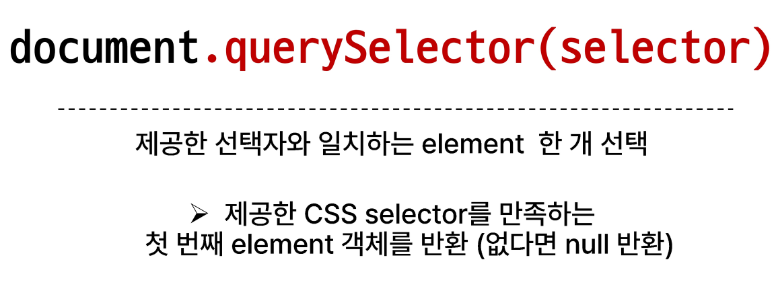 document.querySelector(selector)
제공한 선택자와 일치하는 element 한 개 선택
➢ 제공한 CSS selector를 만족하는
첫 번째 element 객체를 반환 (없다면 null 반환)